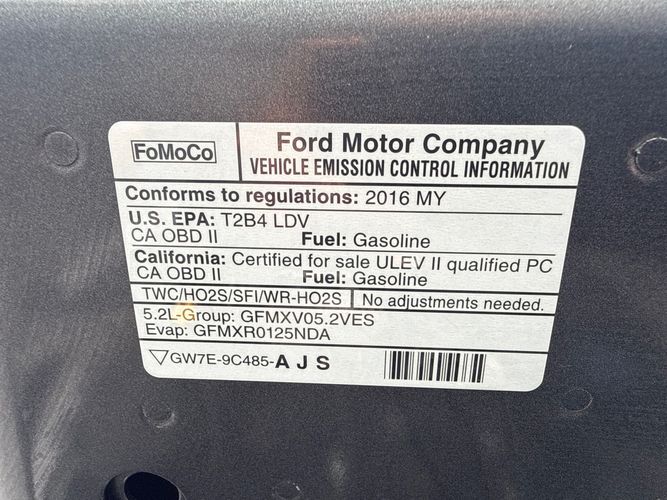 FoMoCo
Ford Motor Company
VEHICLE EMISSION CONTROL INFORMATION
Conforms to regulations: 2016 MY
U.S. EPA: T2B4 LDV
CA OBD II Fuel: Gasoline
California: Certified for sale ULEV II qualified PC
CA OBD II Fuel: Gasoline
TWC/HO2S/SFI/WR-HO2S No adjustments needed.
5.2L-Group: GFMXV05.2VES
Evap: GFMXR0125NDA
▽GW7E-9C485-A J S